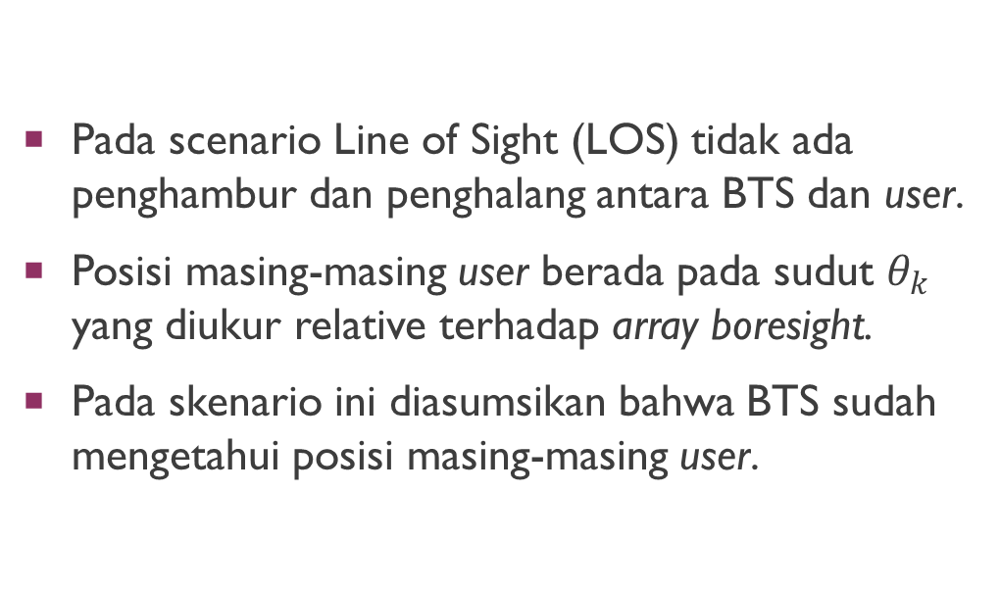 ▪ Pada scenario Line of Sight (LOS) tidak ada
penghambur dan penghalang antara BTS dan user.
▪ Posisi masing-masing user berada pada sudut θₖ
yang diukur relative terhadap array boresight.
▪ Pada skenario ini diasumsikan bahwa BTS sudah
mengetahui posisi masing-masing user.